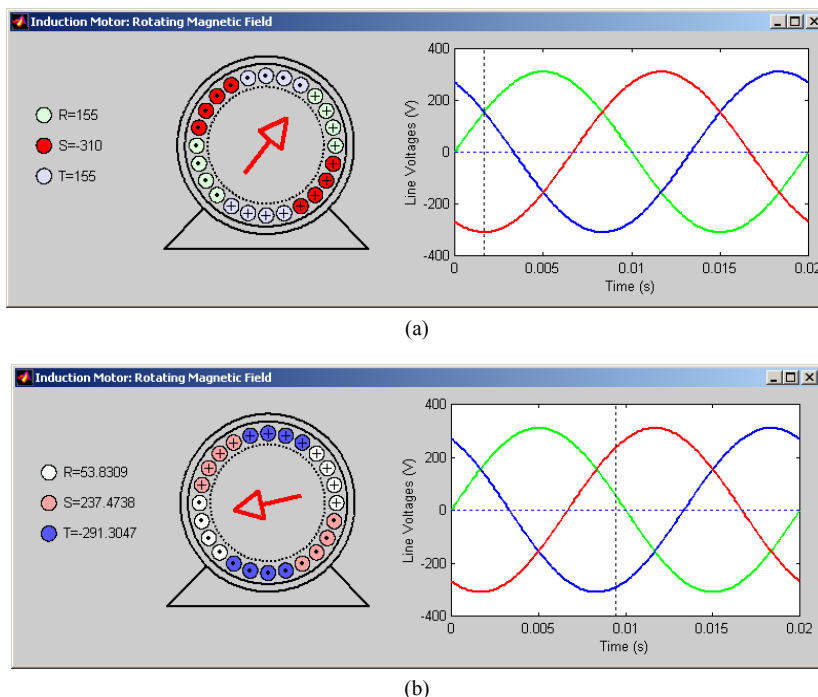 Induction Motor: Rotating Magnetic Field
R=155
S=-310
T=155
Line Voltages (V)
400
200
0
-200
-400
0
0.005
0.01
0.015
0.02
Time (s)
(a)
Induction Motor: Rotating Magnetic Field
R=53.8309
S=237.4738
T=-291.3047
Line Voltages (V)
400
200
0
-200
-400
0
0.005
0.01
0.015
0.02
Time (s)
(b)